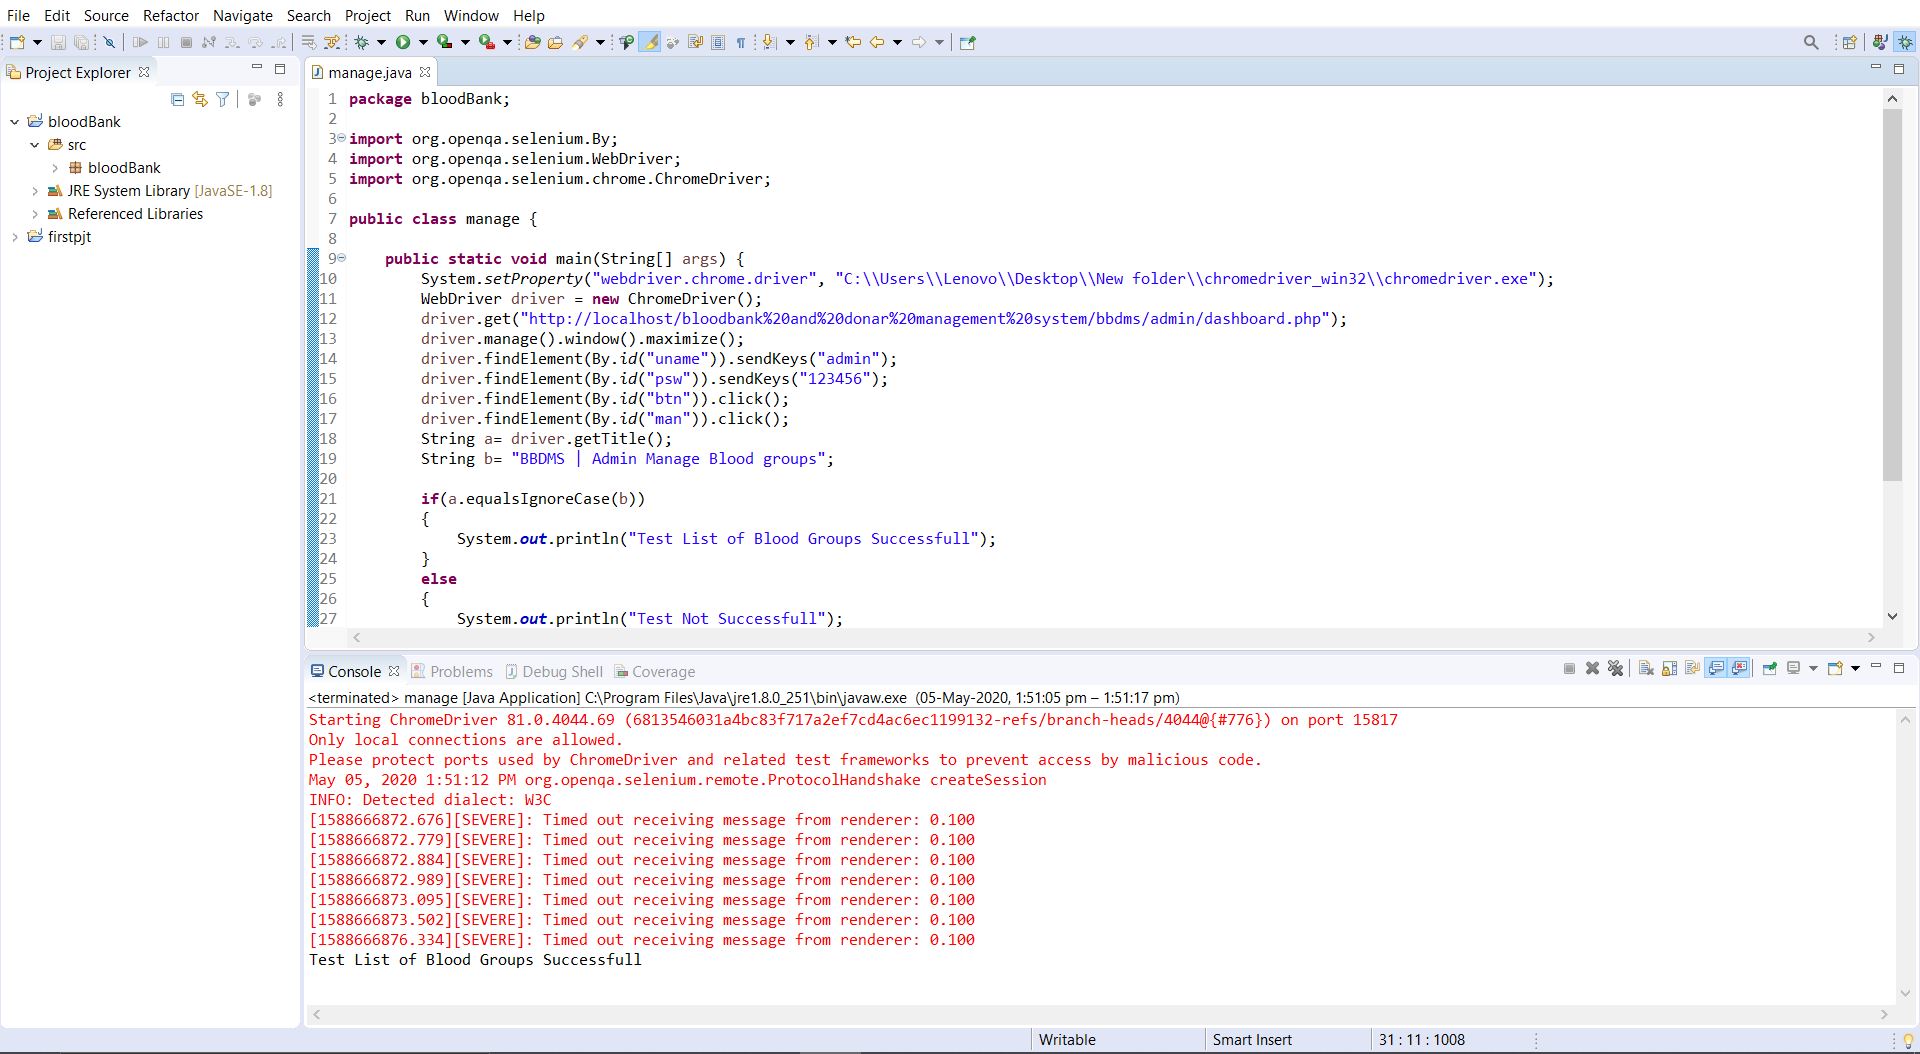 File Edit Source Refactor Navigate Search Project Run Window Help
Project Explorer
bloodBank
src
bloodBank
JRE System Library [JavaSE-1.8]
Referenced Libraries
firstpjt
manage.java
1 package bloodBank;
2
3 import org.openqa.selenium.By;
4 import org.openqa.selenium.WebDriver;
5 import org.openqa.selenium.chrome.ChromeDriver;
6
7 public class manage {
8
9 public static void main(String[] args) {
10 System.setProperty("webdriver.chrome.driver", "C:\\Users\\Lenovo\\Desktop\\New folder\\chromedriver_win32\\chromedriver.exe");
11 WebDriver driver = new ChromeDriver();
12 driver.get("http://localhost/bloodbank%20and%20donar%20management%20system/bbdms/admin/dashboard.php");
13 driver.manage().window().maximize();
14 driver.findElement(By.id("uname")).sendKeys("admin");
15 driver.findElement(By.id("psw")).sendKeys("123456");
16 driver.findElement(By.id("btn")).click();
17 driver.findElement(By.id("man")).click();
18 String a= driver.getTitle();
19 String b= "BBDMS | Admin Manage Blood groups";
20
21 if(a.equalsIgnoreCase(b))
22 {
23 System.out.println("Test List of Blood Groups Successfull");
24 }
25 else
26 {
27 System.out.println("Test Not Successfull");
Console Problems Debug Shell Coverage
<terminated> manage [Java Application] C:\Program Files\Java\jre1.8.0_251\bin\javaw.exe (05-May-2020, 1:51:05 pm – 1:51:17 pm)
Starting ChromeDriver 81.0.4044.69 (6813546031a4bc83f717a2ef7cd4ac6ec1199132-refs/branch-heads/4044@{#776}) on port 15817
Only local connections are allowed.
Please protect ports used by ChromeDriver and related test frameworks to prevent access by malicious code.
May 05, 2020 1:51:12 PM org.openqa.selenium.remote.ProtocolHandshake createSession
INFO: Detected dialect: W3C
[1588666872.676][SEVERE]: Timed out receiving message from renderer: 0.100
[1588666872.779][SEVERE]: Timed out receiving message from renderer: 0.100
[1588666872.884][SEVERE]: Timed out receiving message from renderer: 0.100
[1588666872.989][SEVERE]: Timed out receiving message from renderer: 0.100
[1588666873.095][SEVERE]: Timed out receiving message from renderer: 0.100
[1588666873.502][SEVERE]: Timed out receiving message from renderer: 0.100
[1588666876.334][SEVERE]: Timed out receiving message from renderer: 0.100
Test List of Blood Groups Successfull
Writable Smart Insert 31 : 11 : 1008